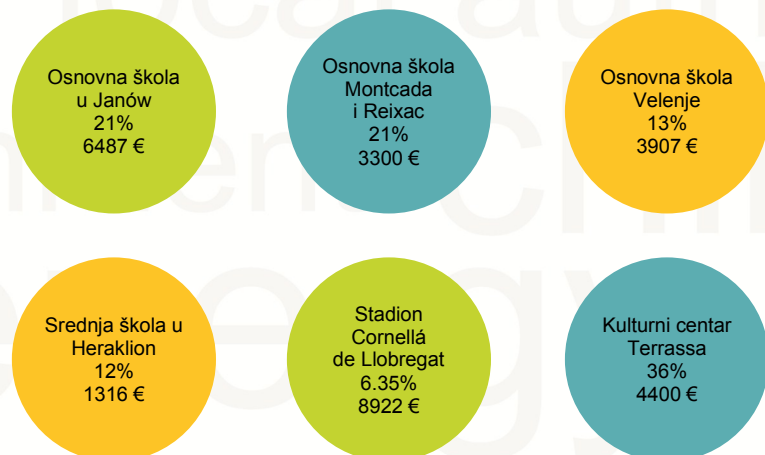 Osnovna škola
u Janów
21%
6487 €
Osnovna škola
Montcada
i Reixac
21%
3300 €
Osnovna škola
Velenje
13%
3907 €
Srednja škola u
Heraklion
12%
1316 €
Stadion
Cornellá
de Llobregat
6.35%
8922 €
Kulturni centar
Terrassa
36%
4400 €